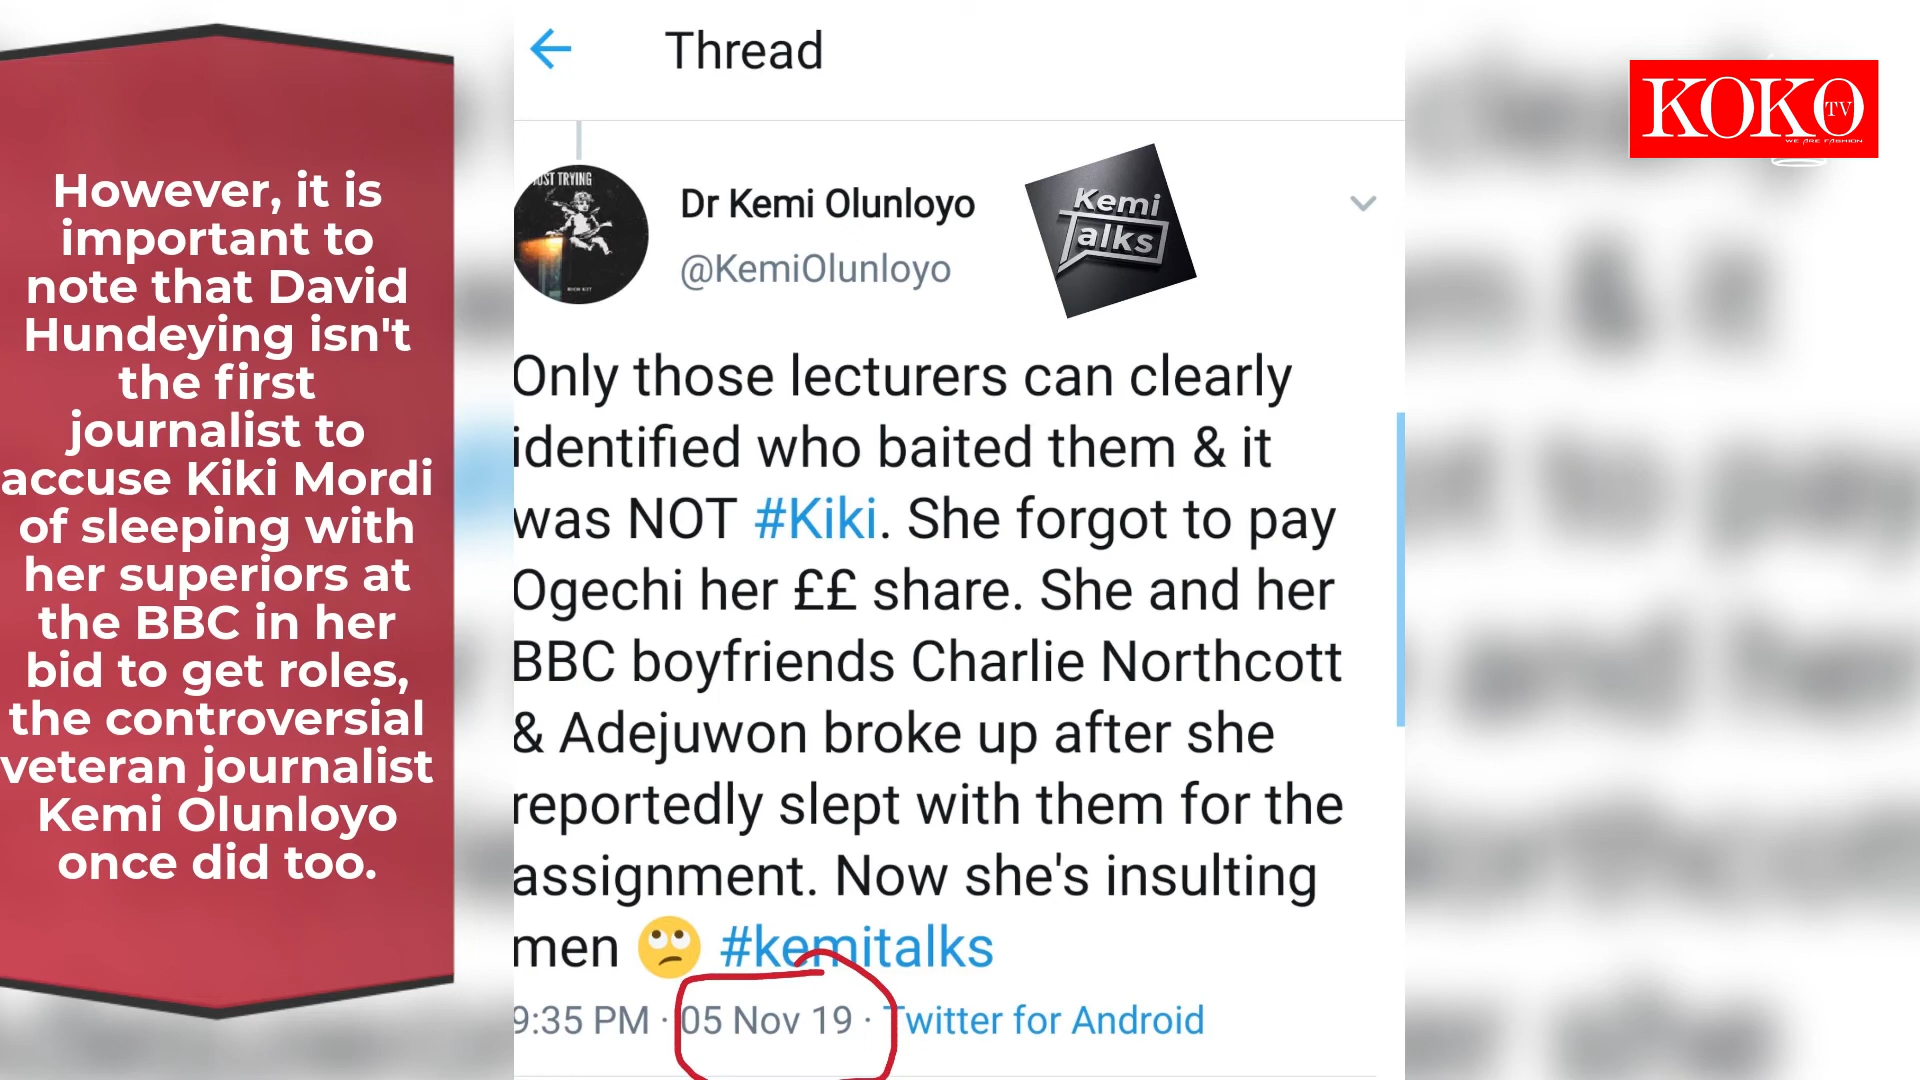 However, it is
important to
note that David
Hundeying isn't
the first
journalist to
accuse Kiki Mordi
of sleeping with
her superiors at
the BBC in her
bid to get roles,
the controversial
veteran journalist
Kemi Olunloyo
once did too.
Thread
JUST TRYING
Dr Kemi Olunloyo
@KemiOlunloyo
Kemi
Talks
Only those lecturers can clearly
identified who baited them & it
was NOT #Kiki. She forgot to pay
Ogechi her ££ share. She and her
BBC boyfriends Charlie Northcott
& Adejuwon broke up after she
reportedly slept with them for the
assignment. Now she's insulting
men 🙄 #kemitalks
9:35 PM · 05 Nov 19 · Twitter for Android
KOKO
TV
WE ARE FASHION